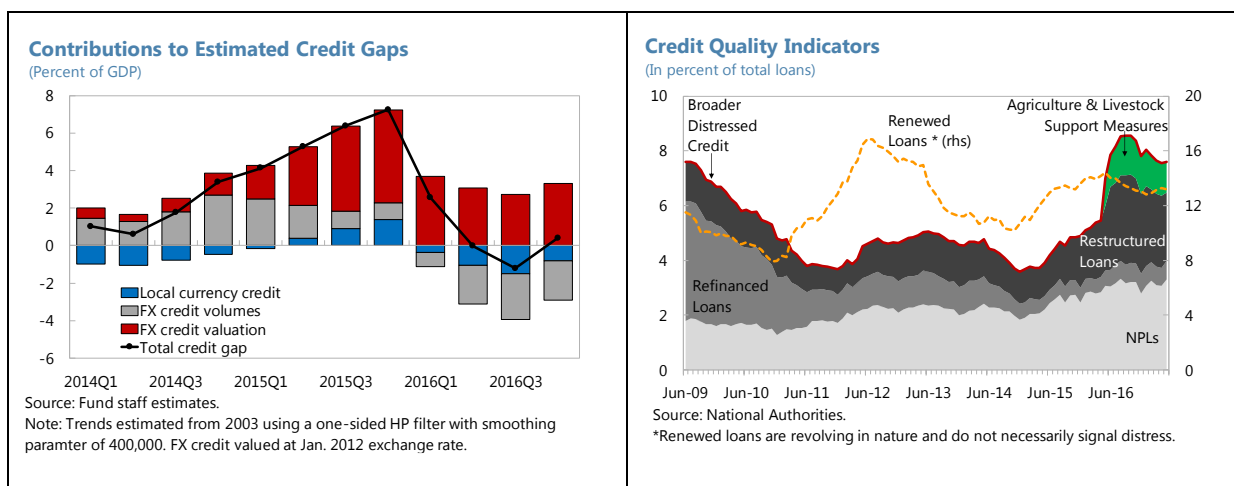 Contributions to Estimated Credit Gaps
(Percent of GDP)
8
6
4
2
0
-2
-4
-6
Local currency credit
FX credit volumes
FX credit valuation
Total credit gap
2014Q1 2014Q3 2015Q1 2015Q3 2016Q1 2016Q3
Source: Fund staff estimates.
Note: Trends estimated from 2003 using a one-sided HP filter with smoothing
paramter of 400,000. FX credit valued at Jan. 2012 exchange rate.
Credit Quality Indicators
(In percent of total loans)
10
8
6
4
2
0
20
16
12
8
4
0
Broader
Distressed
Credit
Renewed
Loans * (rhs)
Agriculture & Livestock
Support Measures
Refinanced
Loans
Restructured
Loans
NPLs
Jun-09 Jun-10 Jun-11 Jun-12 Jun-13 Jun-14 Jun-15 Jun-16
Source: National Authorities.
*Renewed loans are revolving in nature and do not necessarily signal distress.